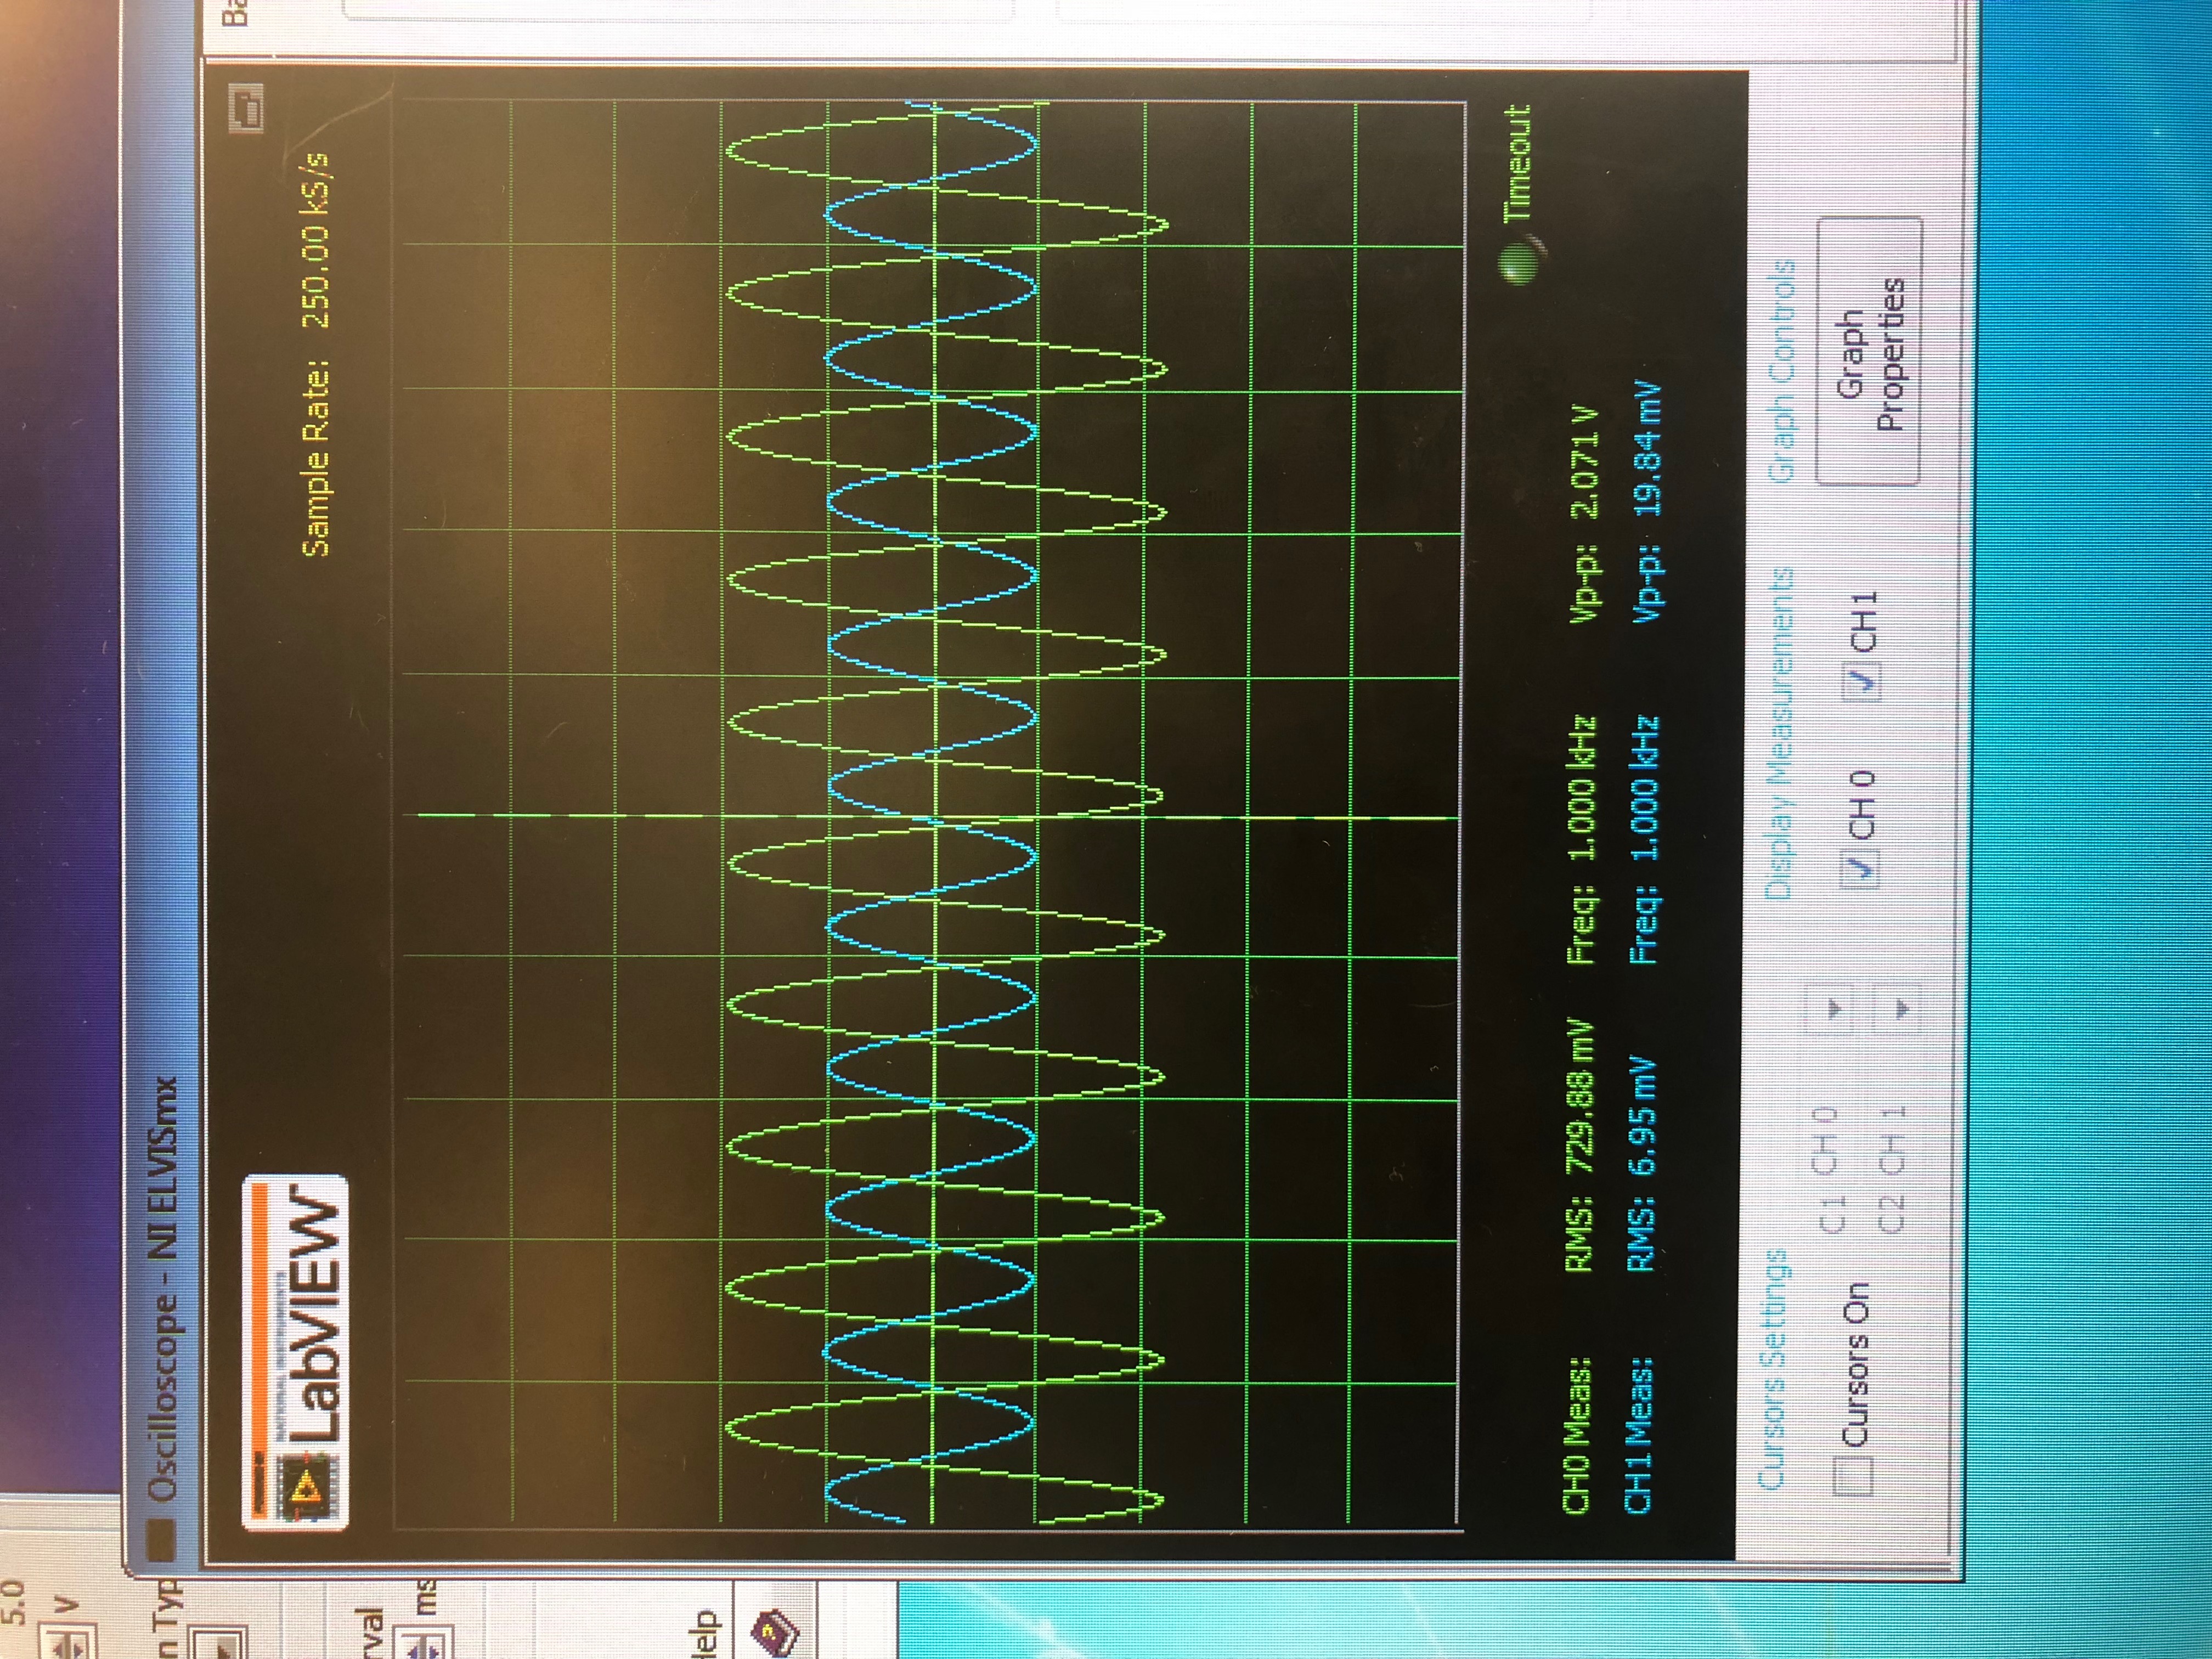 5.0
V
n Typ
Oscilloscope - NI ELVISmx
Ba
NATIONAL INSTRUMENTS
LabVIEW
Sample Rate: 250.00 kS/s
rval
ms
Help
Timeout
CH0 Meas: RMS: 729.88 mV Freq: 1.000 kHz Vp-p: 2.071 V
CH1 Meas: RMS: 6.95 mV Freq: 1.000 kHz Vp-p: 19.84 mV
Cursors Settings Display Measurements Graph Controls
Cursors On C1 CH 0 CH 0 CH 1 Graph Properties
C2 CH 1